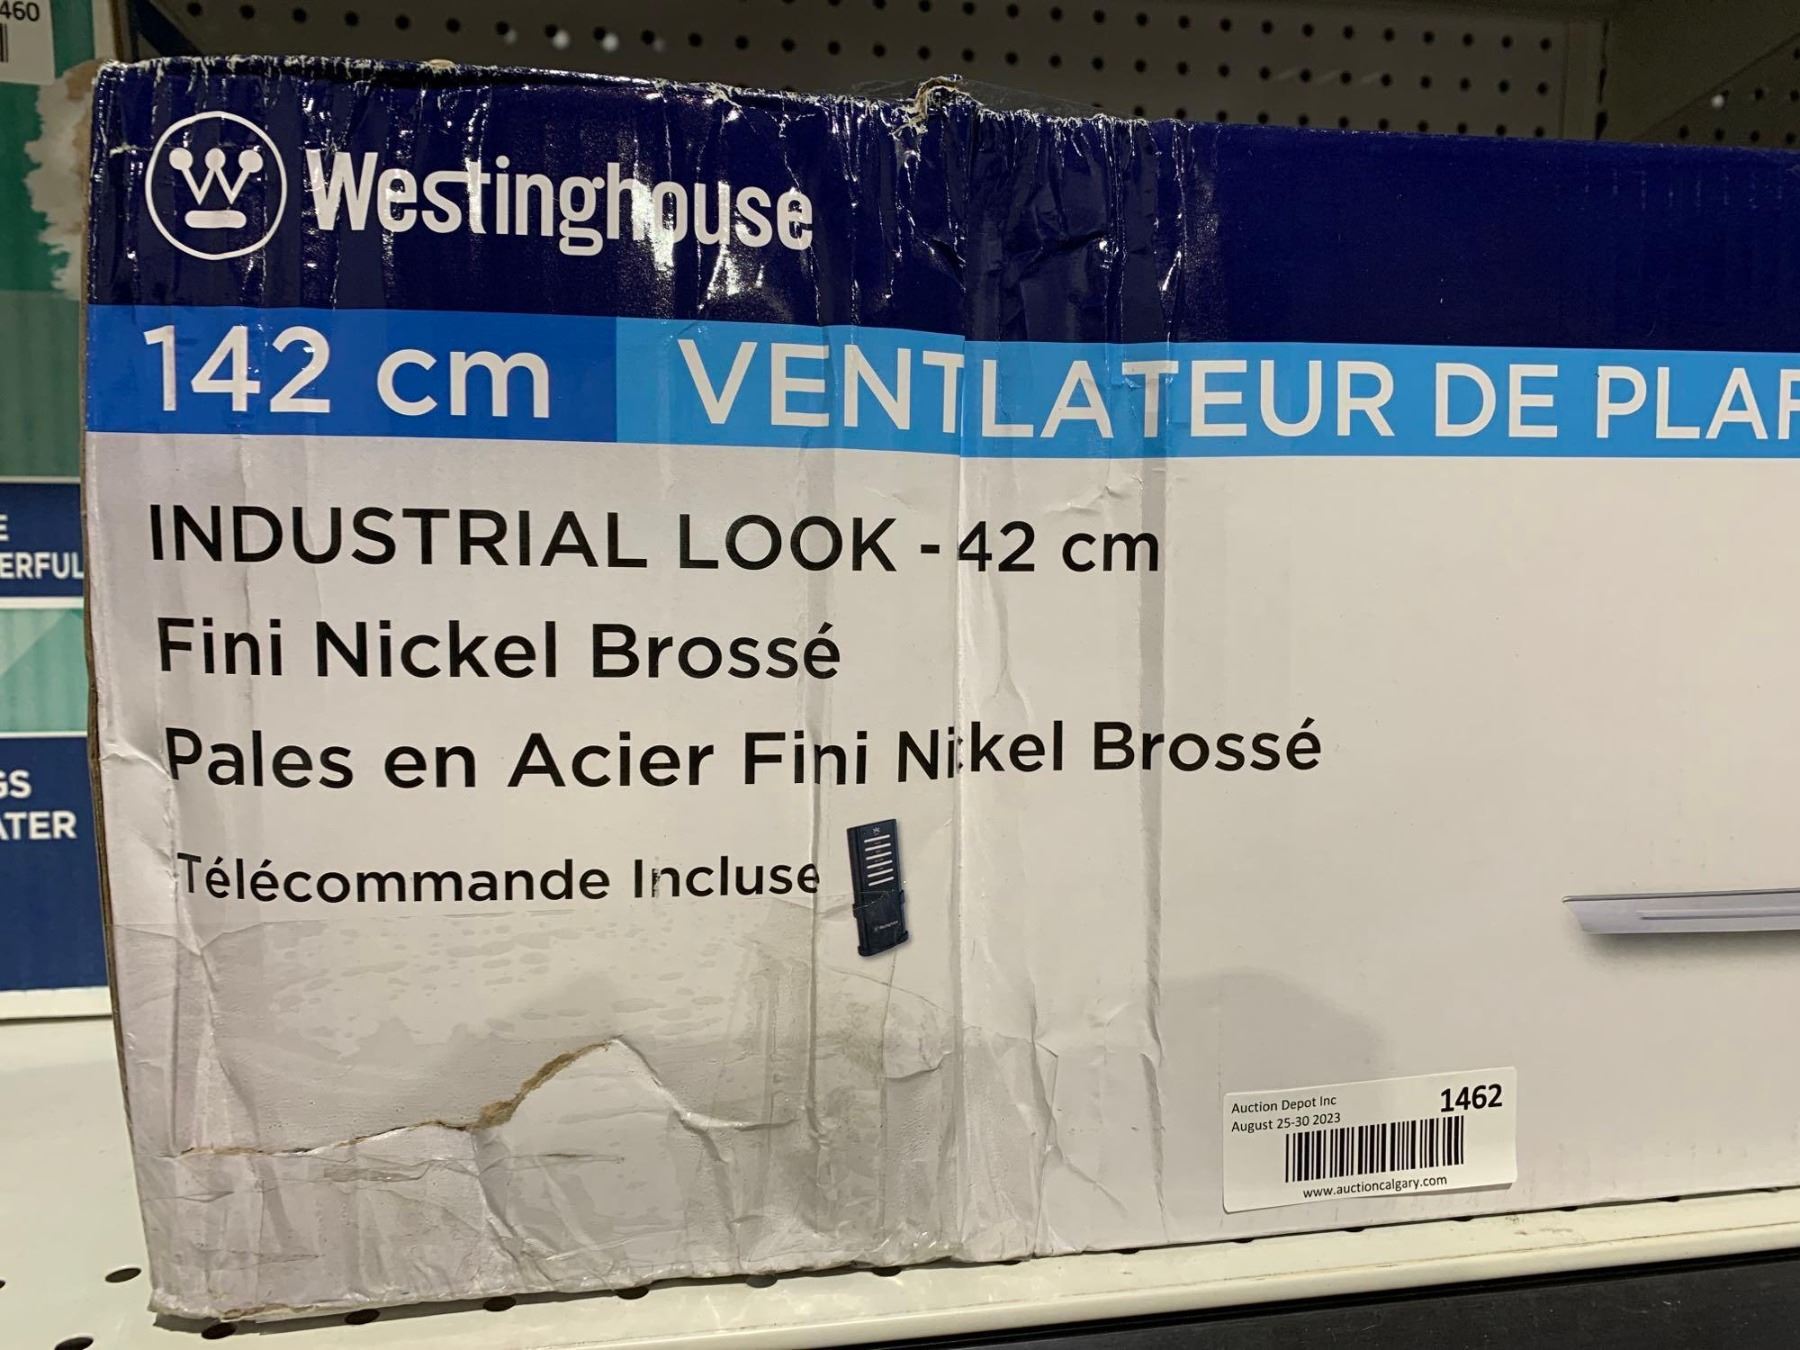 460
Westinghouse
142 cm VENTLATEUR DE PLAF
INDUSTRIAL LOOK - 42 cm
Fini Nickel Brossé
Pales en Acier Fini Nikel Brossé
Télécommande Incluse
E
ERFUL
GS
ATER
Auction Depot Inc 1462
August 25-30 2023
www.auctioncalgary.com